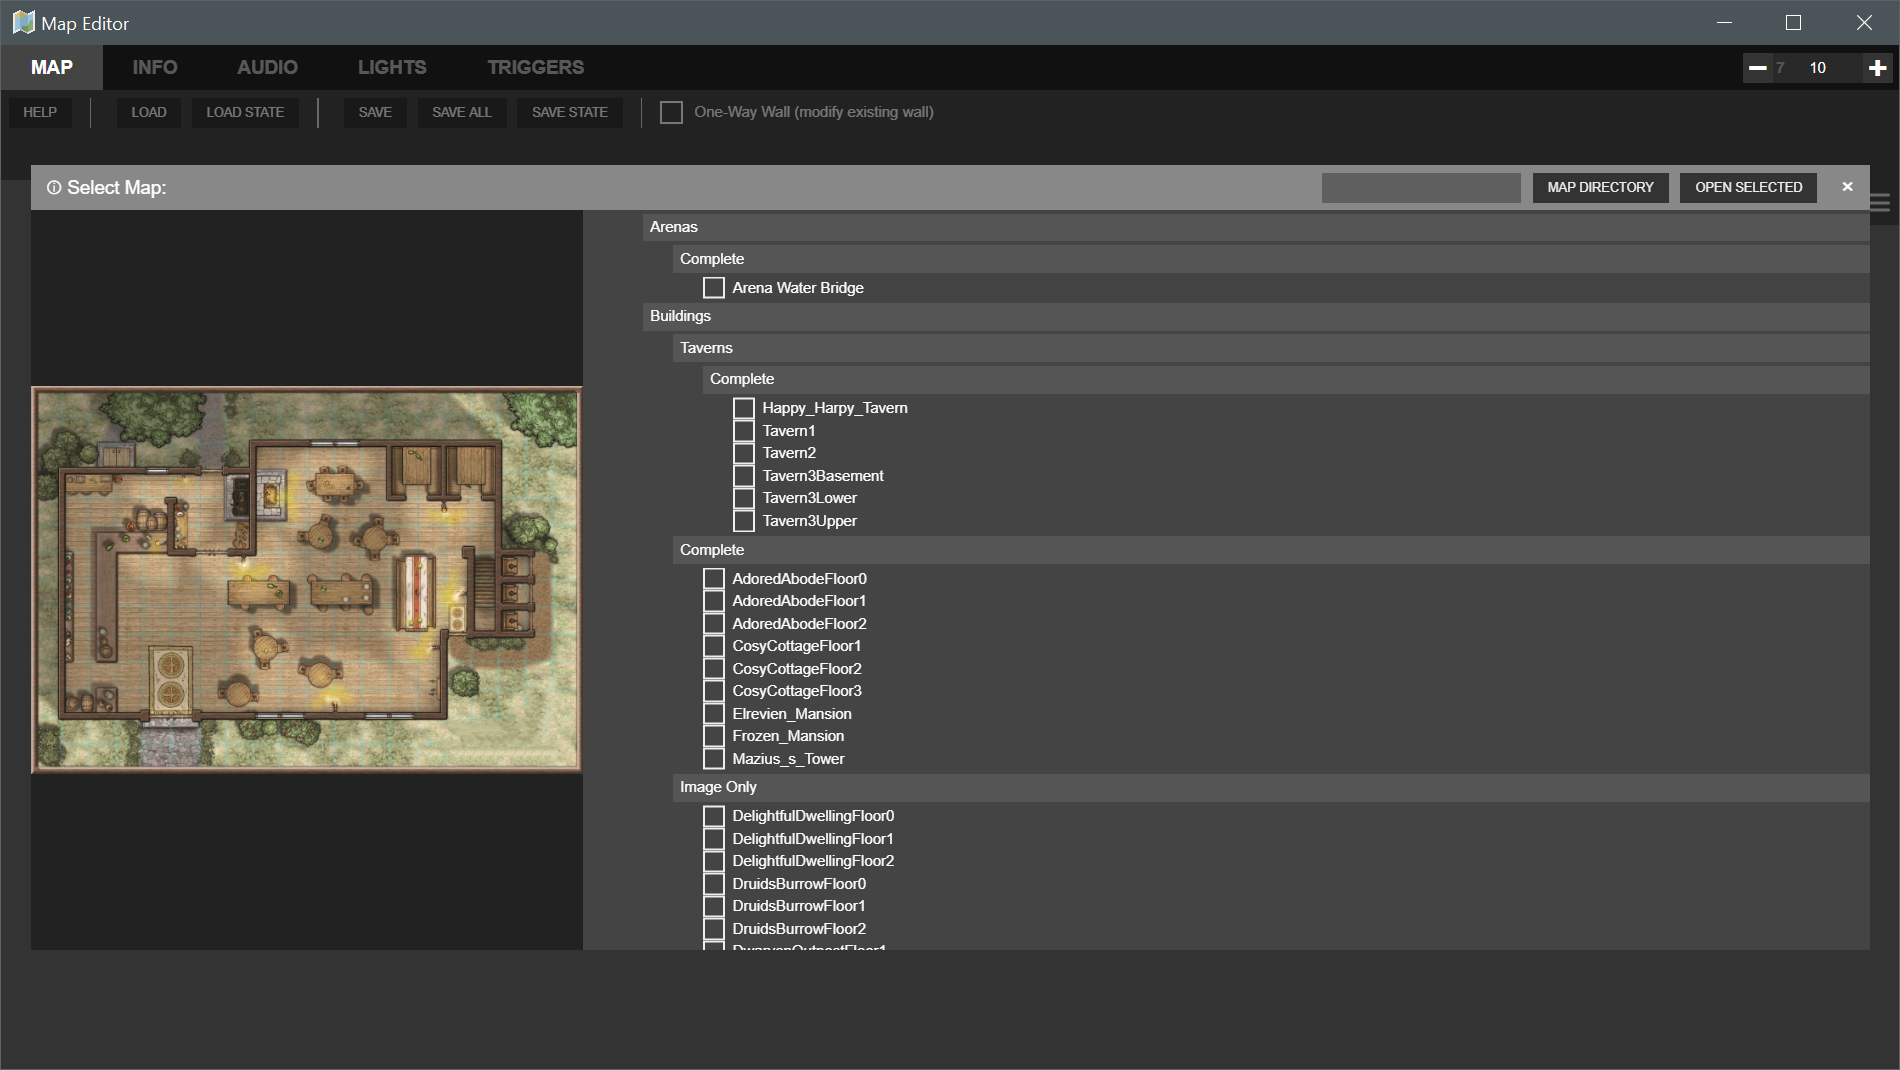 Map Editor
MAP INFO AUDIO LIGHTS TRIGGERS 7 10
HELP LOAD LOAD STATE SAVE SAVE ALL SAVE STATE One-Way Wall (modify existing wall)
Select Map: MAP DIRECTORY OPEN SELECTED
Arenas
Complete
Arena Water Bridge
Buildings
Taverns
Complete
Happy_Harpy_Tavern
Tavern1
Tavern2
Tavern3Basement
Tavern3Lower
Tavern3Upper
Complete
AdoredAbodeFloor0
AdoredAbodeFloor1
AdoredAbodeFloor2
CosyCottageFloor1
CosyCottageFloor2
CosyCottageFloor3
Elrevien_Mansion
Frozen_Mansion
Mazius_s_Tower
Image Only
DelightfulDwellingFloor0
DelightfulDwellingFloor1
DelightfulDwellingFloor2
DruidsBurrowFloor0
DruidsBurrowFloor1
DruidsBurrowFloor2
DwarvenOutpostFloor1